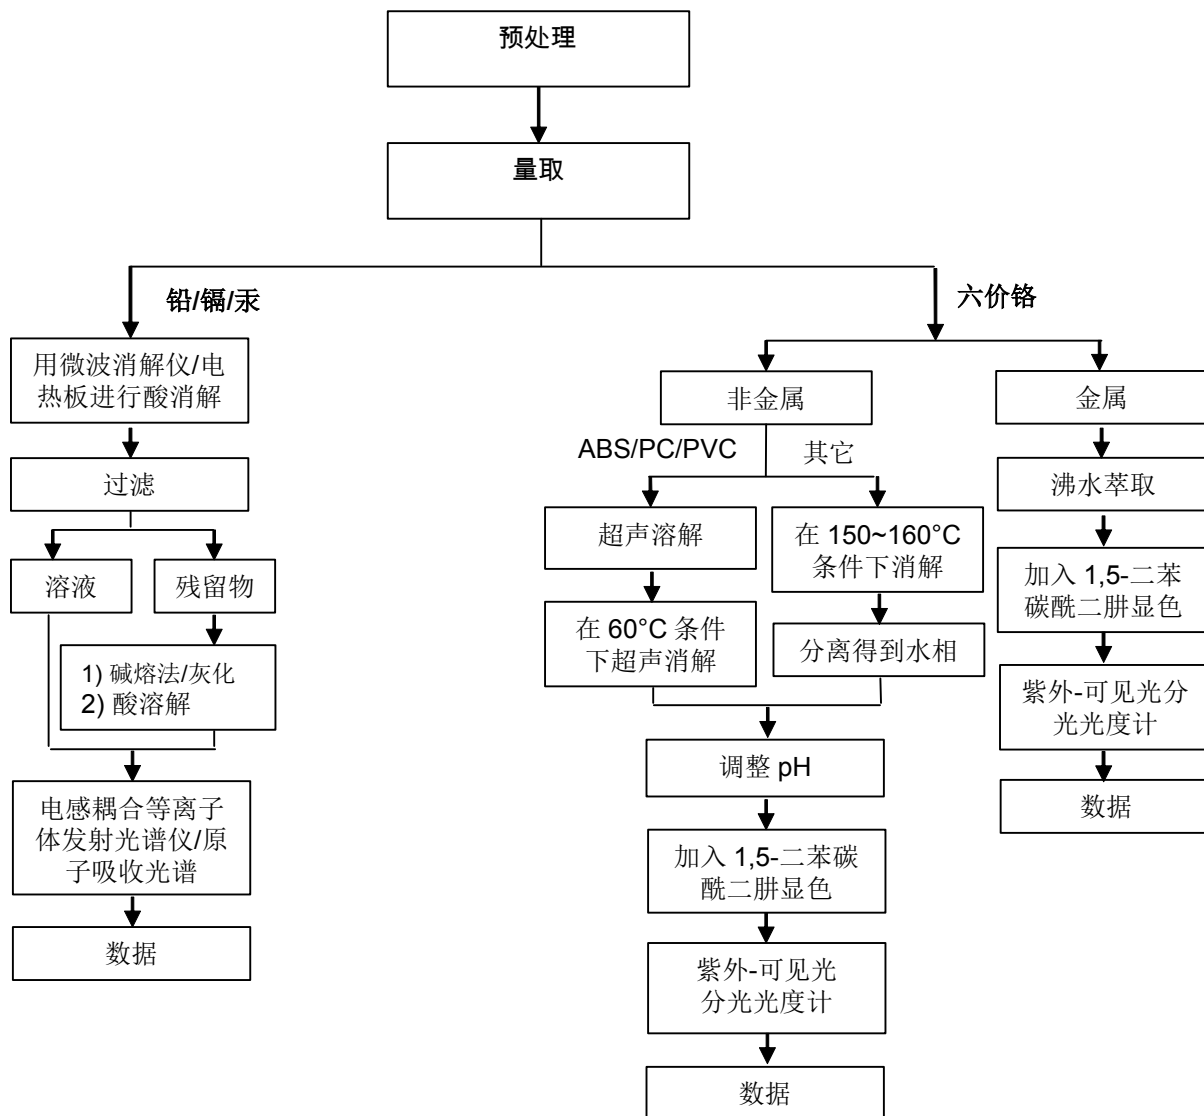 预处理
量取
铅/镉/汞
用微波消解仪/电
热板进行酸消解
过滤
溶液
残留物
1) 碱熔法/灰化
2) 酸溶解
电感耦合等离子
体发射光谱仪/原
子吸收光谱
数据
六价铬
非金属
ABS/PC/PVC
其它
超声溶解
在 60°C 条件
下超声消解
在 150~160°C
条件下消解
分离得到水相
调整 pH
加入 1,5-二苯碳
酰二肼显色
紫外-可见光
分光光度计
数据
金属
沸水萃取
加入 1,5-二苯
碳酰二肼显色
紫外-可见光分
光光度计
数据